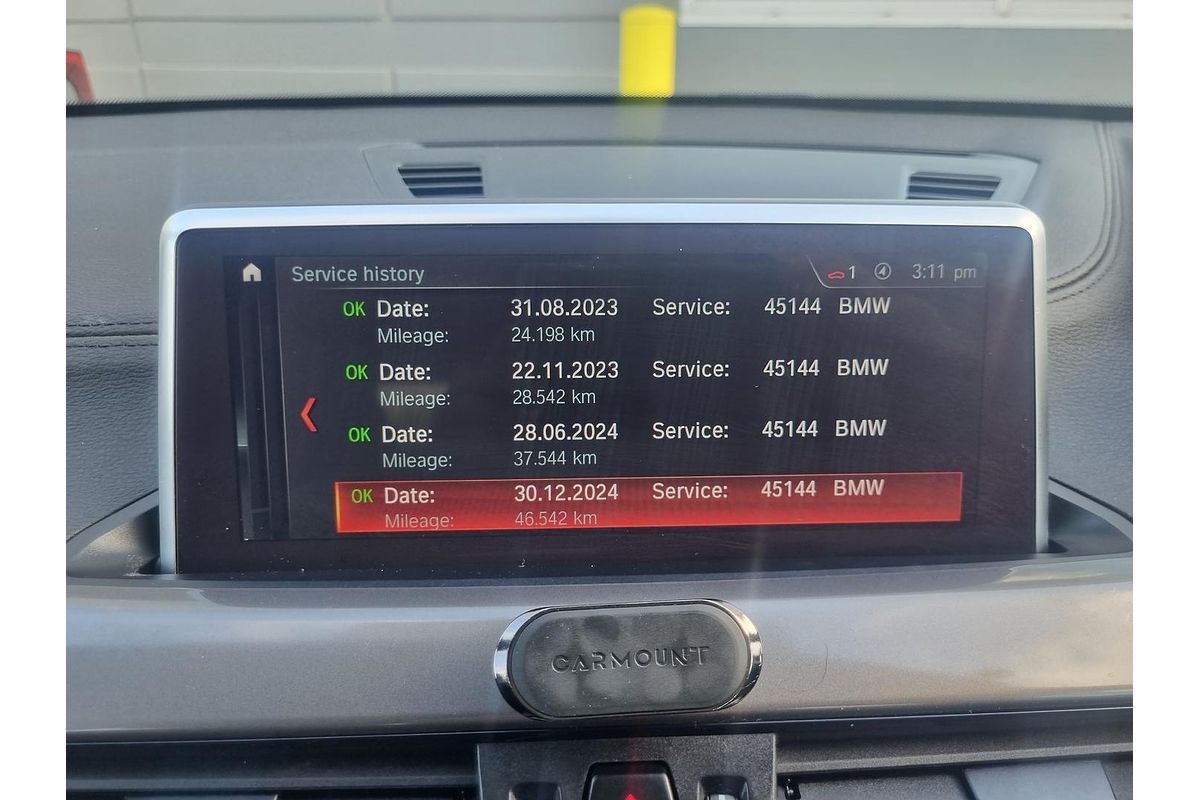 Service history 1 3:11 pm
OK Date: 31.08.2023 Service: 45144 BMW
Mileage: 24.198 km
OK Date: 22.11.2023 Service: 45144 BMW
Mileage: 28.542 km
OK Date: 28.06.2024 Service: 45144 BMW
Mileage: 37.544 km
OK Date: 30.12.2024 Service: 45144 BMW
Mileage: 46.542 km
CARMOUNT